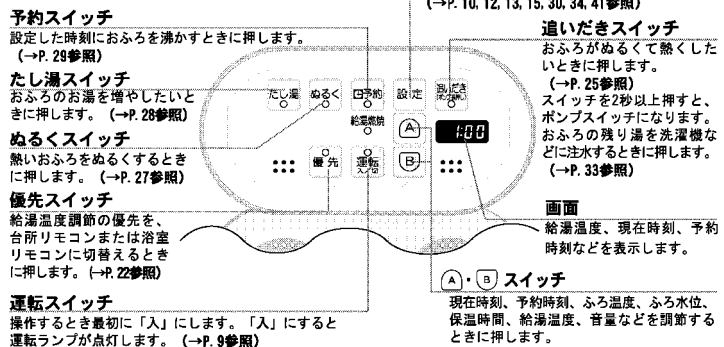 (→P. 10, 12, 13, 15, 30, 34, 41参照)
予約スイッチ
設定した時刻におふろを沸かすときに押します。
(→P. 29参照)
たし湯スイッチ
おふろのお湯を増やしたいと
きに押します。(→P. 28参照)
ぬるくスイッチ
熱いおふろをぬるくするとき
に押します。(→P. 27参照)
優先スイッチ
給湯温度調節の優先を、
台所リモコンまたは浴室
リモコンに切替えるとき
に押します。(→P. 22参照)
運転スイッチ
操作するとき最初に「入」にします。「入」にすると
運転ランプが点灯します。(→P. 9参照)
たし湯 ぬるく 予約 設定 追いだき
給湯燃焼
A
1:00
優先 運転 B
入/切
追いだきスイッチ
おふろがぬるくて熱くした
いときに押します。
(→P. 25参照)
スイッチを2秒以上押すと、
ポンプスイッチになります。
おふろの残り湯を洗濯機な
どに注水するときに押します。
(→P. 33参照)
画面
給湯温度、現在時刻、予約
時刻などを表示します。
A・B スイッチ
現在時刻、予約時刻、ふろ温度、ふろ水位、
保温時間、給湯温度、音量などを調節する
ときに押します。